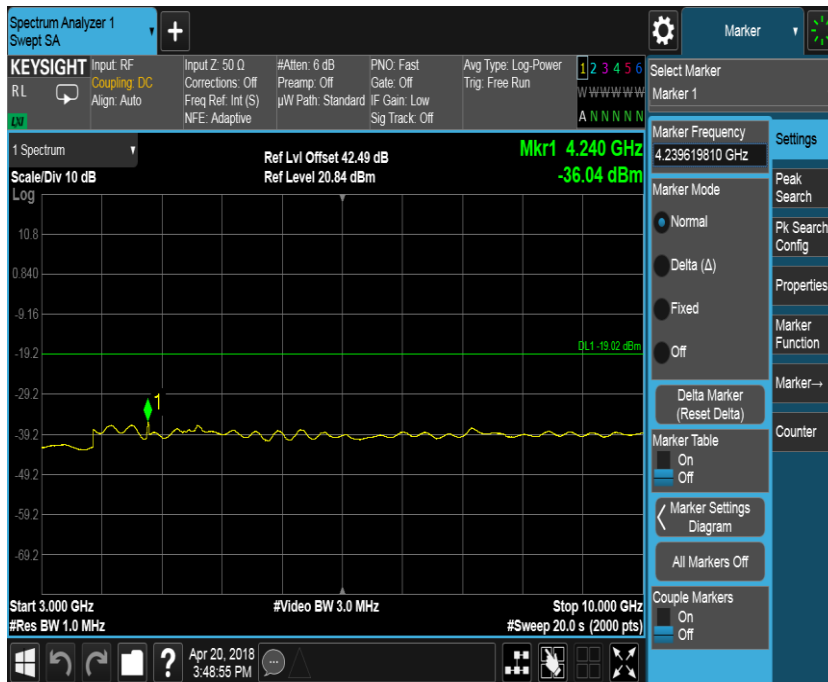 Spectrum Analyzer 1
Swept SA
+
Marker
KEYSIGHT
RL
LXI
Input: RF
Coupling: DC
Align: Auto
Input Z: 50 Ω
Corrections: Off
Freq Ref: Int (S)
NFE: Adaptive
#Atten: 6 dB
Preamp: Off
µW Path: Standard
PNO: Fast
Gate: Off
IF Gain: Low
Sig Track: Off
Avg Type: Log-Power
Trig: Free Run
1 2 3 4 5 6
W W W W W W
A N N N N N
Select Marker
Marker 1
1 Spectrum
Scale/Div 10 dB
Log
Ref Lvl Offset 42.49 dB
Ref Level 20.84 dBm
Mkr1 4.240 GHz
-36.04 dBm
10.8
0.840
-9.16
-19.2
-29.2
-39.2
-49.2
-59.2
-69.2
DL1 -19.02 dBm
1
Start 3.000 GHz
#Res BW 1.0 MHz
#Video BW 3.0 MHz
Stop 10.000 GHz
#Sweep 20.0 s (2000 pts)
Marker Frequency
4.239619810 GHz
Marker Mode
Normal
Delta (Δ)
Fixed
Off
Delta Marker
(Reset Delta)
Marker Table
On
Off
Marker Settings
Diagram
All Markers Off
Couple Markers
On
Off
Settings
Peak
Search
Pk Search
Config
Properties
Marker
Function
Marker→
Counter
?
Apr 20, 2018
3:48:55 PM